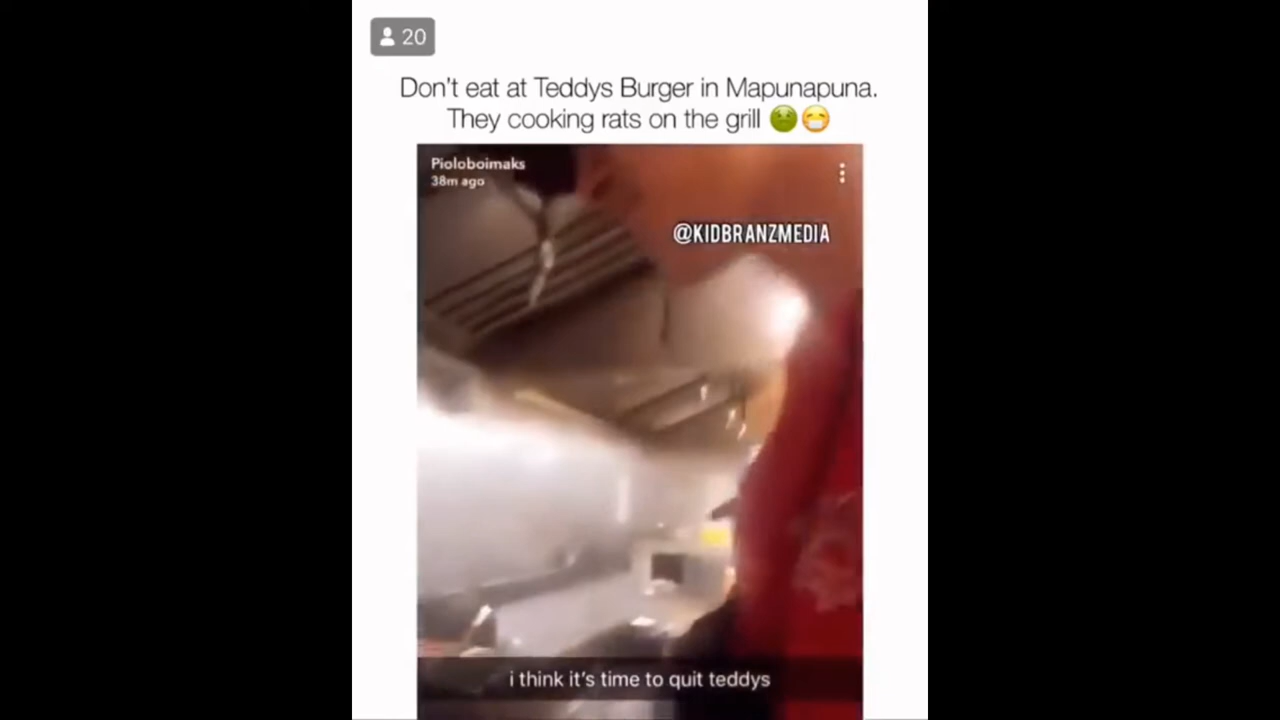 20
Don't eat at Teddys Burger in Mapunapuna.
They cooking rats on the grill 🤢😷
Pioloboimaks
38m ago
@KIDBRANZMEDIA
i think it's time to quit teddys